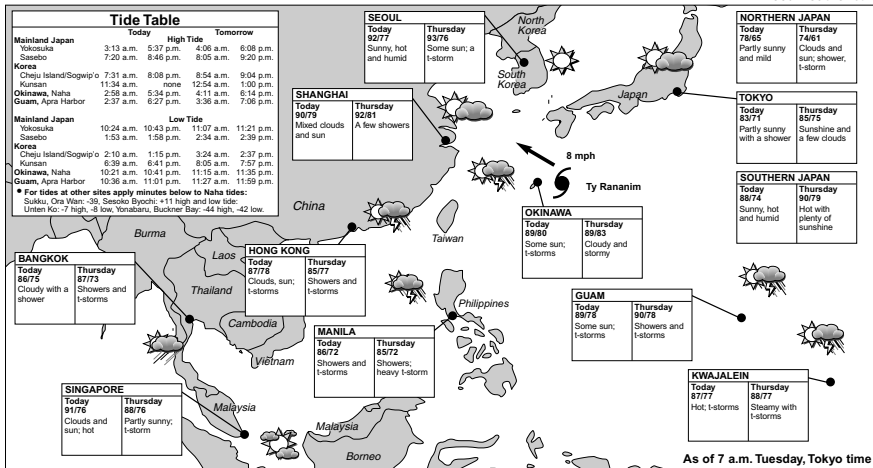 Tide Table
Today Tomorrow
Mainland Japan High Tide
Yokosuka 3:13 a.m. 5:37 p.m. 4:06 a.m. 6:08 p.m.
Sasebo 7:20 a.m. 8:46 p.m. 8:05 a.m. 9:20 p.m.
Korea
Cheju Island/Sogwip'o 7:31 a.m. 8:08 p.m. 8:54 a.m. 9:04 p.m.
Kunsan 11:34 a.m. none 12:54 a.m. 1:00 p.m.
Okinawa, Naha 2:58 a.m. 5:34 p.m. 4:11 a.m. 6:14 p.m.
Guam, Apra Harbor 2:37 a.m. 6:27 p.m. 3:36 a.m. 7:06 p.m.
Mainland Japan Low Tide
Yokosuka 10:24 a.m. 10:43 p.m. 11:07 a.m. 11:21 p.m.
Sasebo 1:53 a.m. 1:58 p.m. 2:34 a.m. 2:39 p.m.
Korea
Cheju Island/Sogwip'o 2:10 a.m. 1:15 p.m. 3:24 a.m. 2:37 p.m.
Kunsan 6:39 a.m. 6:41 p.m. 8:05 a.m. 7:57 p.m.
Okinawa, Naha 10:21 a.m. 10:41 p.m. 11:15 a.m. 11:35 p.m.
Guam, Apra Harbor 10:36 a.m. 11:01 p.m. 11:27 a.m. 11:59 p.m.
• For tides at other sites apply minutes below to Naha tides:
Sukku, Ora Wan: -39, Sesoko Byochi: +11 high and low tide:
Unten Ko: -7 high, -8 low, Yonabaru, Buckner Bay: -44 high, -42 low.
SEOUL
Today Thursday
92/77 93/76
Sunny, hot Some sun; a
and humid t-storm
North
Korea
South
Korea
Japan
NORTHERN JAPAN
Today Thursday
78/65 74/61
Partly sunny Clouds and
and mild sun; shower,
t-storm
SHANGHAI
Today Thursday
90/79 92/81
Mixed clouds A few showers
and sun
TOKYO
Today Thursday
83/71 85/75
Partly sunny Sunshine and
with a shower a few clouds
8 mph
Ty Rananim
SOUTHERN JAPAN
Today Thursday
88/74 90/79
Sunny, hot Hot with
and humid plenty of
sunshine
China
Taiwan
OKINAWA
Today Thursday
89/80 89/83
Some sun; Cloudy and
t-storms stormy
Burma
Laos
Thailand
Cambodia
Vietnam
BANGKOK
Today Thursday
86/75 87/73
Cloudy with a Showers and
shower t-storms
HONG KONG
Today Thursday
87/78 85/77
Clouds, sun; Showers and
t-storms t-storms
Philippines
GUAM
Today Thursday
89/78 90/78
Some sun; Showers and
t-storms t-storms
MANILA
Today Thursday
86/72 85/72
Showers and Showers;
t-storms heavy t-storm
KWAJALEIN
Today Thursday
87/77 88/77
Hot; t-storms Steamy with
t-storms
SINGAPORE
Today Thursday
91/76 88/76
Clouds and Partly sunny;
sun; hot t-storm
Malaysia
Malaysia
Borneo
As of 7 a.m. Tuesday, Tokyo time